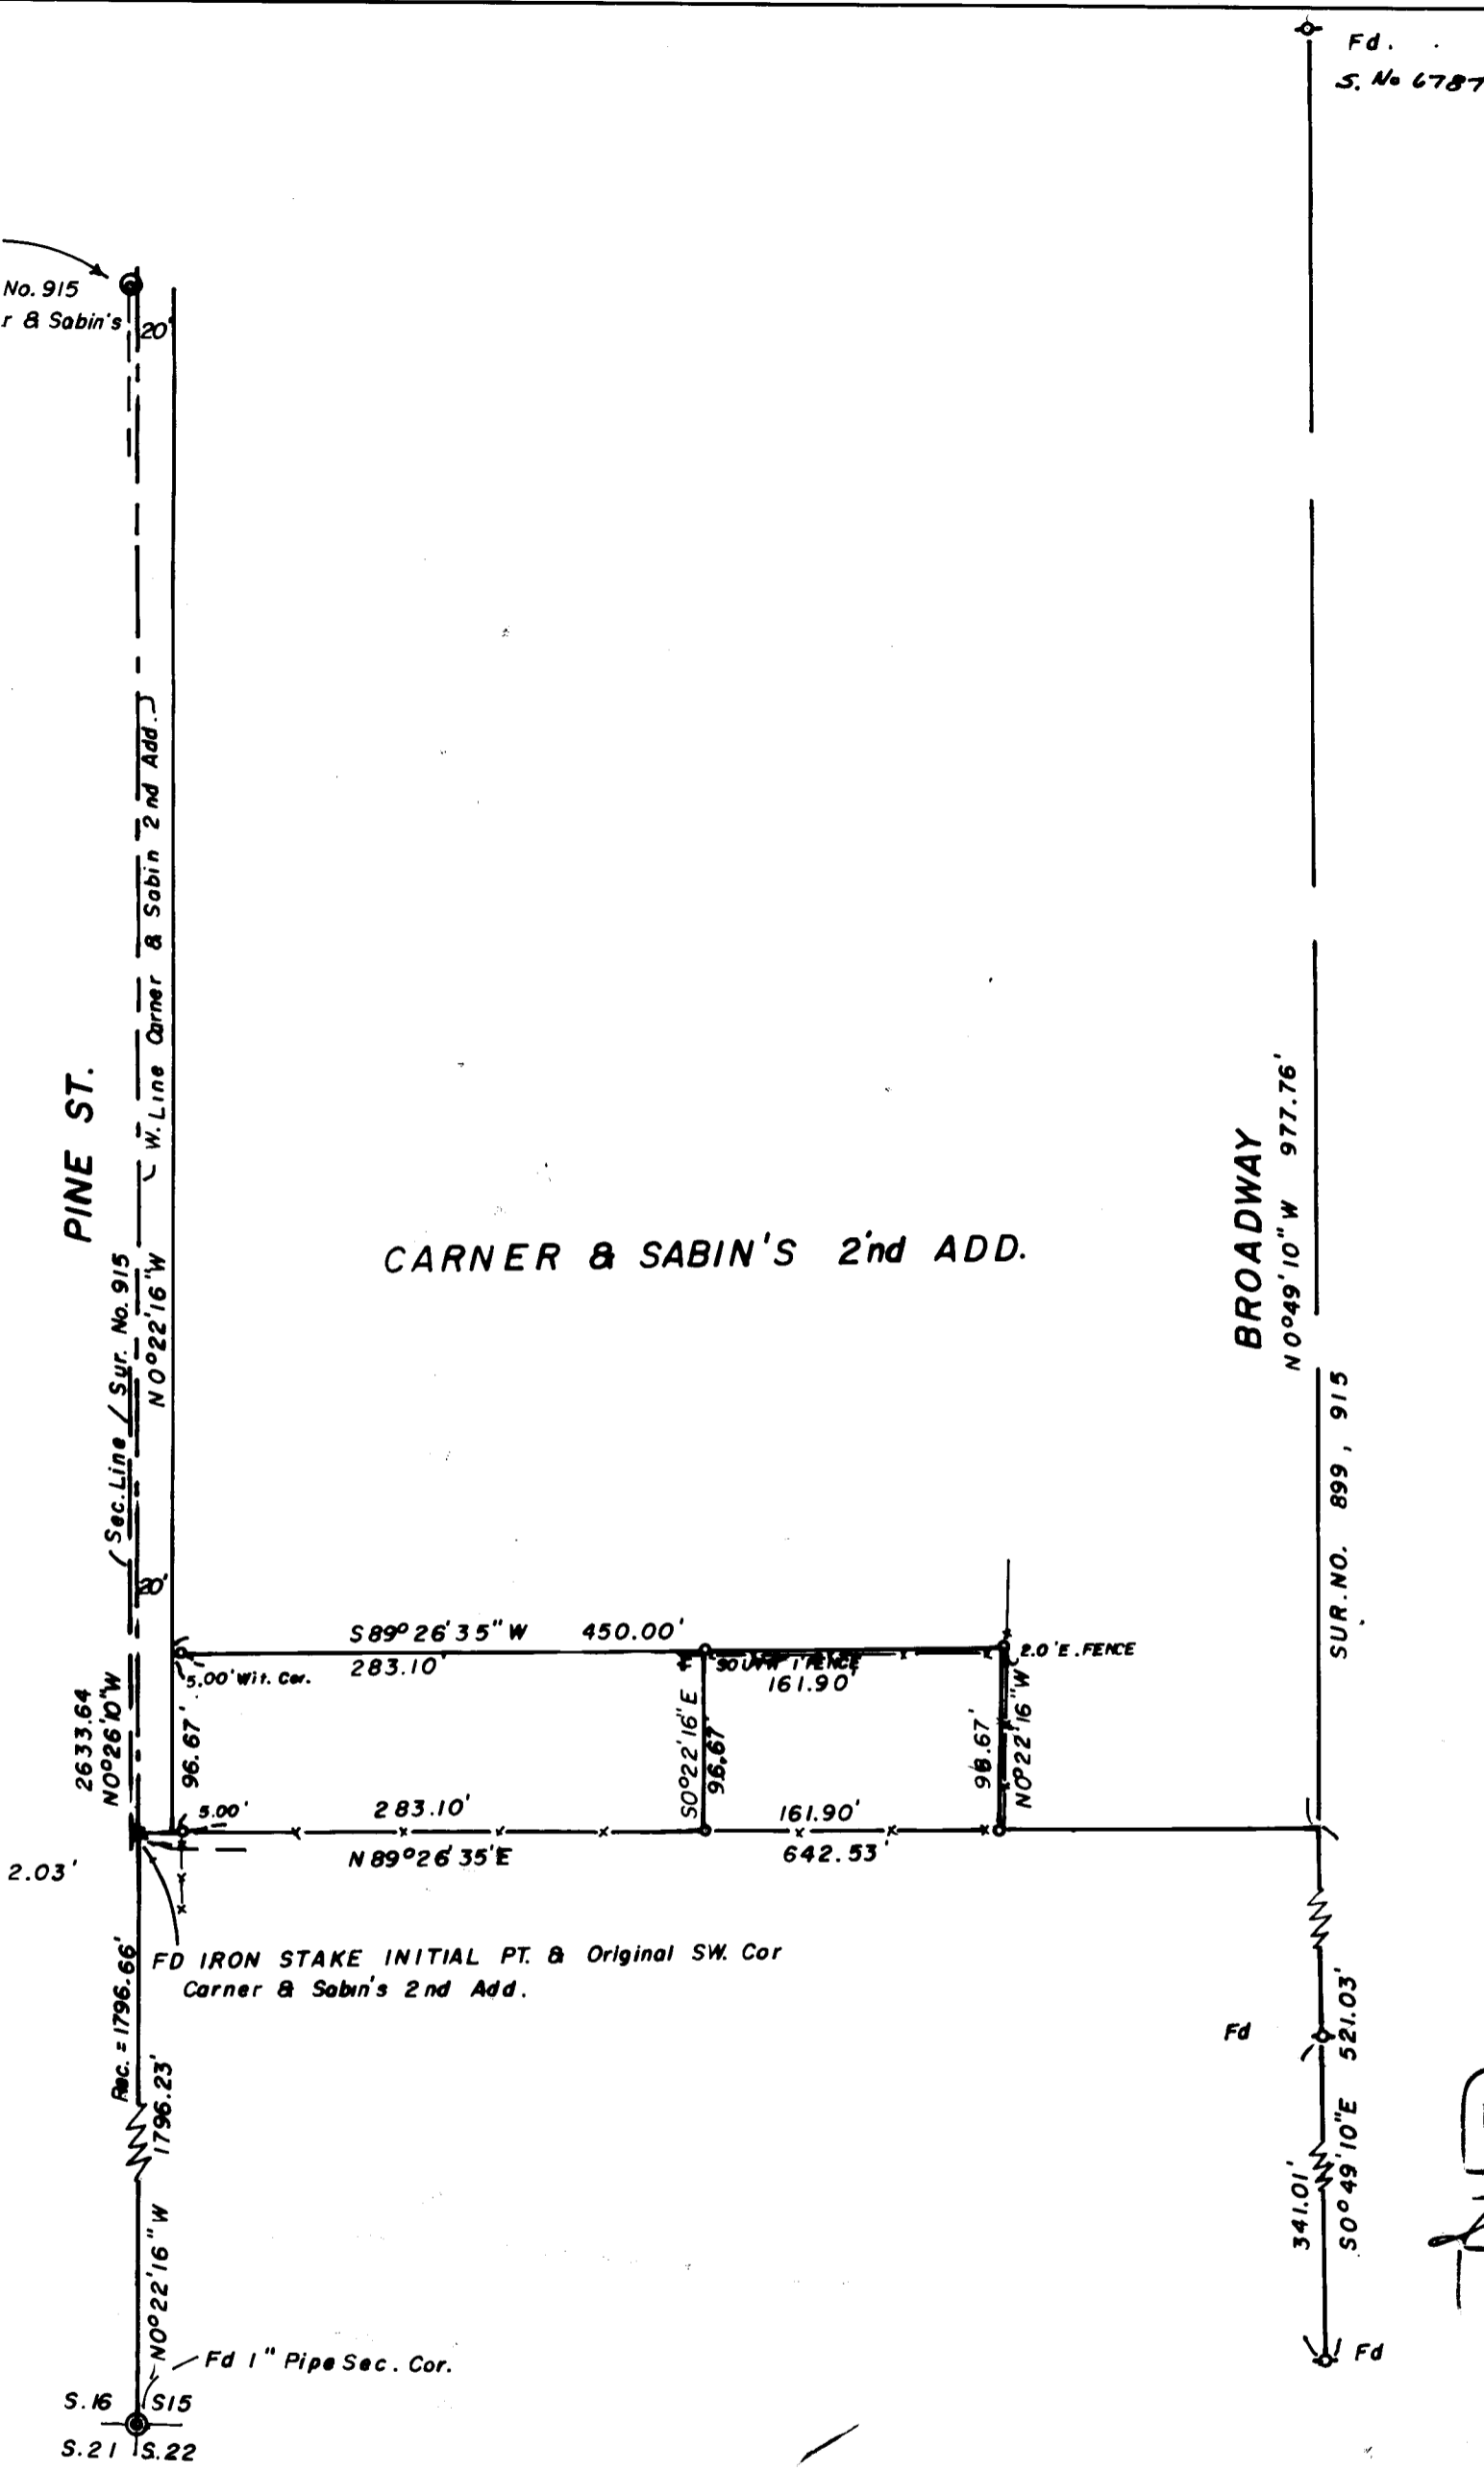 Fd.
S. No 6787
No. 915
r & Sabin's
20'
W. Line Carner & Sabin 2nd Add.
PINE ST.
(Sec. Line / Sur. No. 915
N0°22'16"W
CARNER & SABIN'S 2'nd ADD.
BROADWAY
N0°49'10"W 977.76'
SUR. NO. 899, 915
20'
S89°26'35"W 450.00'
283.10'
5.00' Wit. Cor.
SOUTH 1' FENCE
161.90'
2.0' E. FENCE
2633.64
N0°26'10"W
96.67'
S0°22'16"E
96.67'
96.67'
N0°22'16"W
5.00'
283.10'
161.90'
N89°26'35"E
642.53'
2.03'
FD IRON STAKE INITIAL PT. & Original SW. Cor
Carner & Sabin's 2nd Add.
Rec. = 1796.66'
1796.23'
N0°22'16"W
Fd
521.03'
341.01'
S0°49'10"E
Fd 1" Pipe Sec. Cor.
Fd
S.16 S15
S.21 S.22